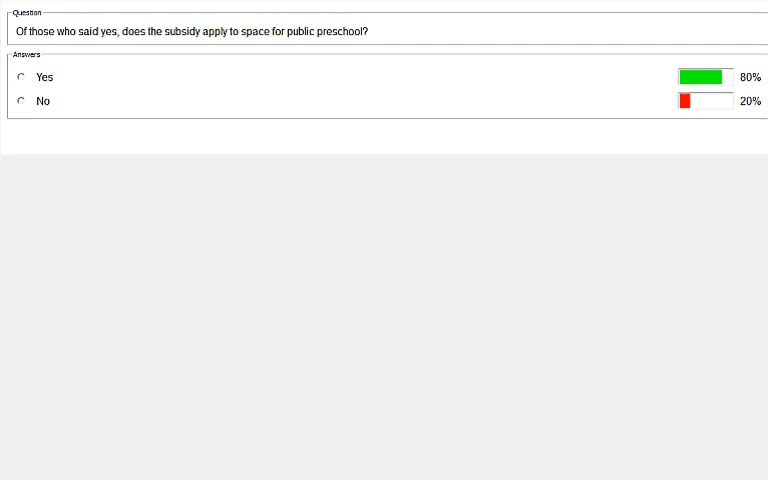 Question
Of those who said yes, does the subsidy apply to space for public preschool?
Answers
Yes 80%
No 20%